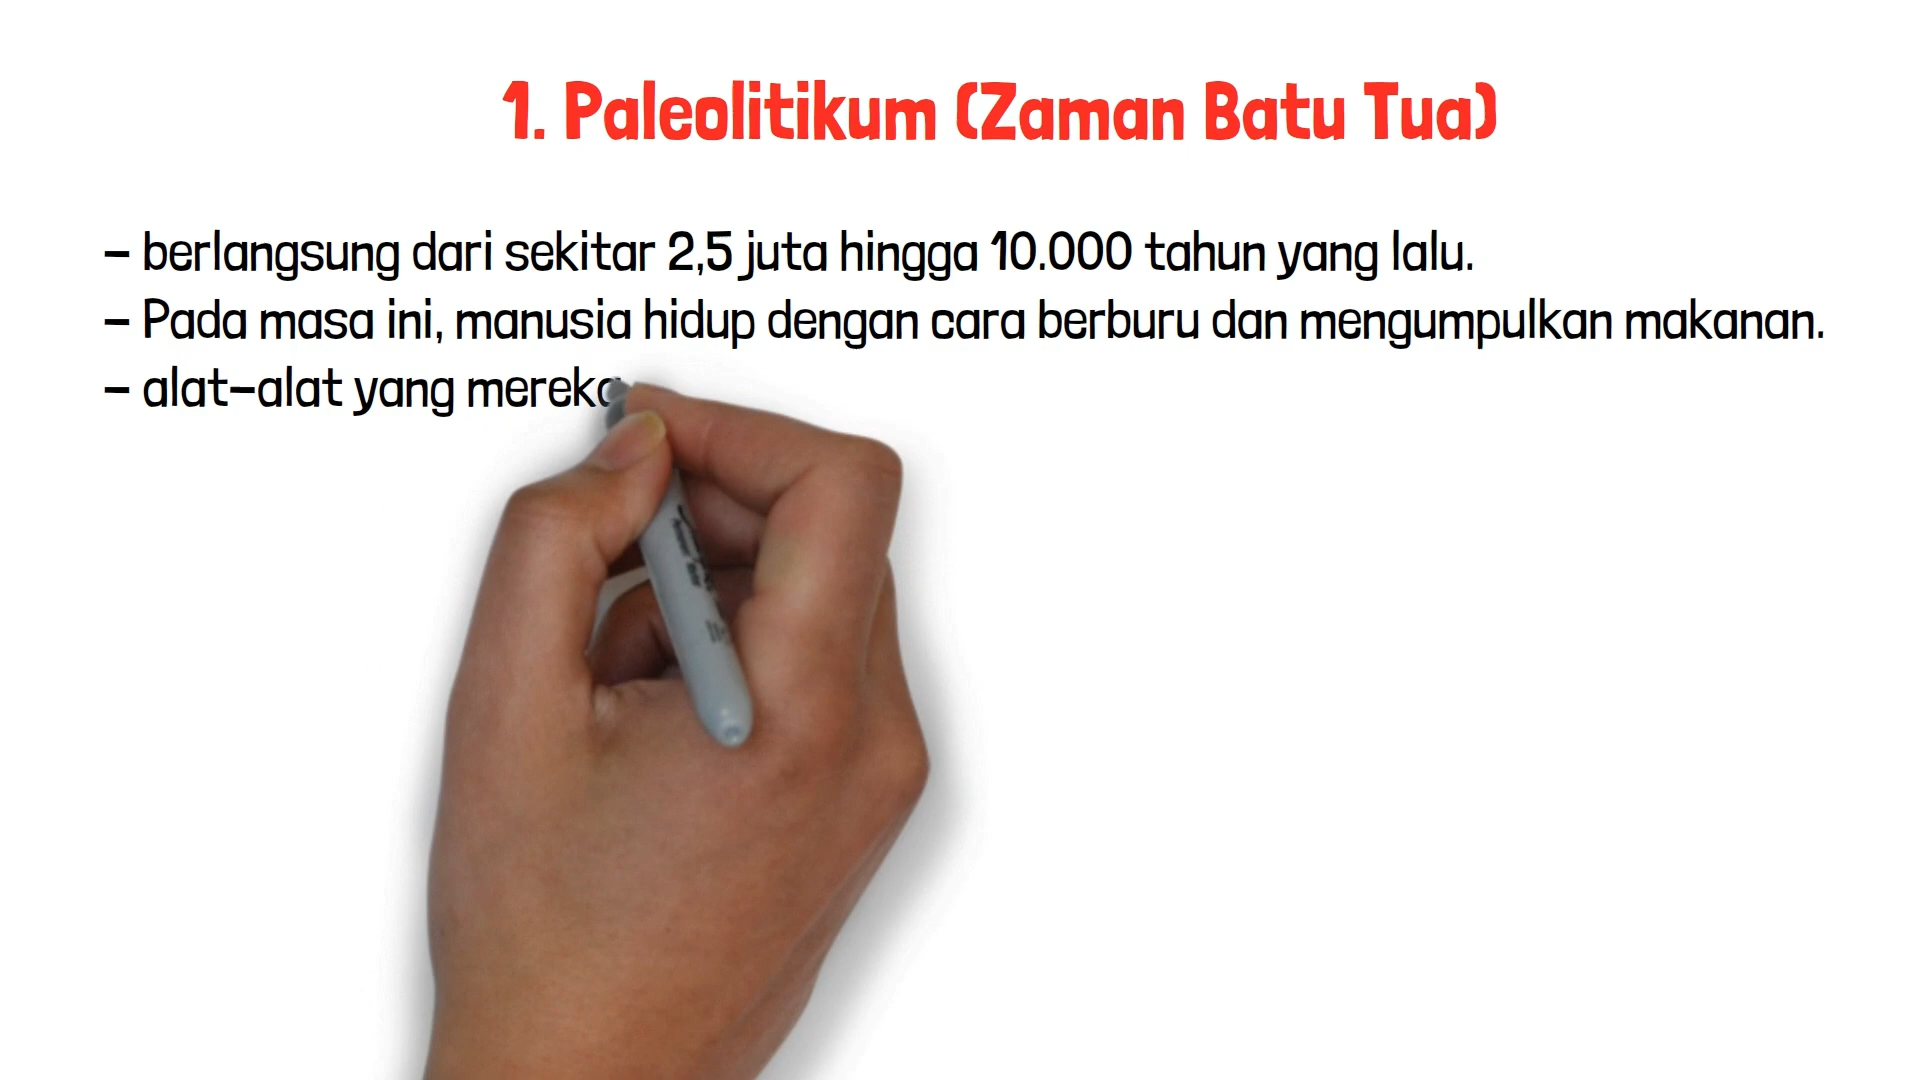 1. Paleolitikum (Zaman Batu Tua)
- berlangsung dari sekitar 2,5 juta hingga 10.000 tahun yang lalu.
- Pada masa ini, manusia hidup dengan cara berburu dan mengumpulkan makanan.
- alat-alat yang mereka